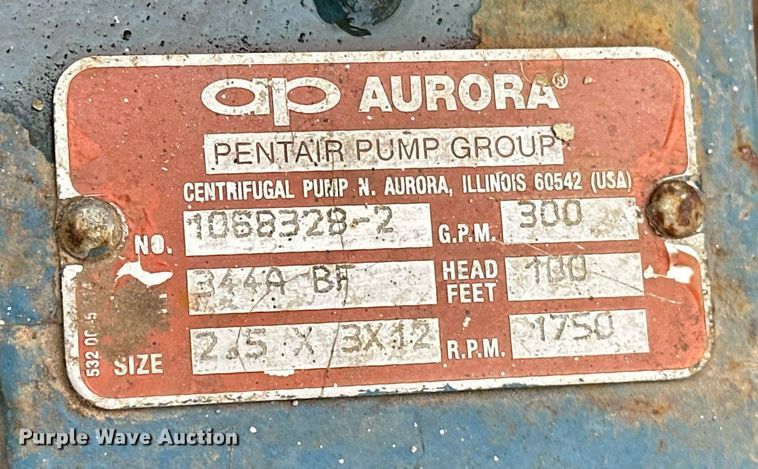 ap AURORA®
PENTAIR PUMP GROUP
CENTRIFUGAL PUMP N. AURORA, ILLINOIS 60542 (USA)
NO. 1068328-2 G.P.M. 300
344A BF HEAD FEET 100
SIZE 2.5 X 3X12 R.P.M. 1750
Purple Wave Auction